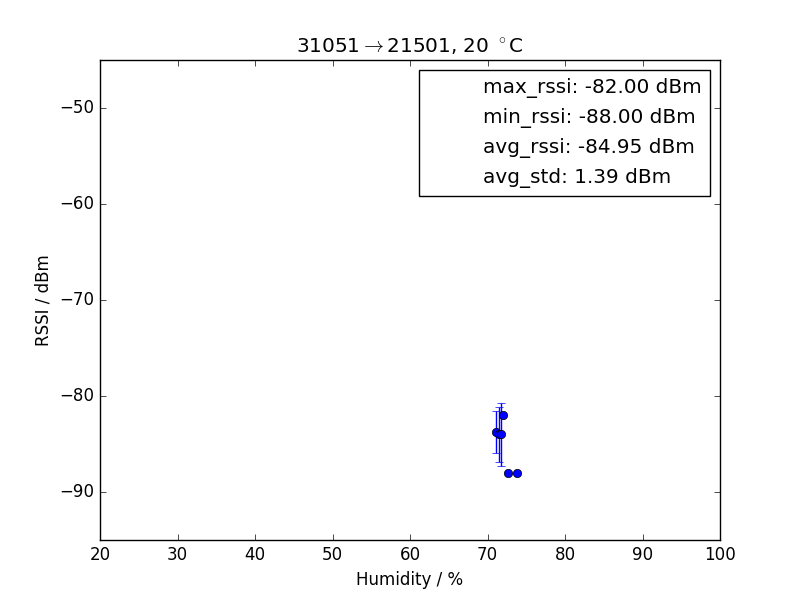 31051→21501, 20 °C
max_rssi: -82.00 dBm
min_rssi: -88.00 dBm
avg_rssi: -84.95 dBm
avg_std: 1.39 dBm
−50
−60
−70
−80
−90
RSSI / dBm
20 30 40 50 60 70 80 90 100
Humidity / %